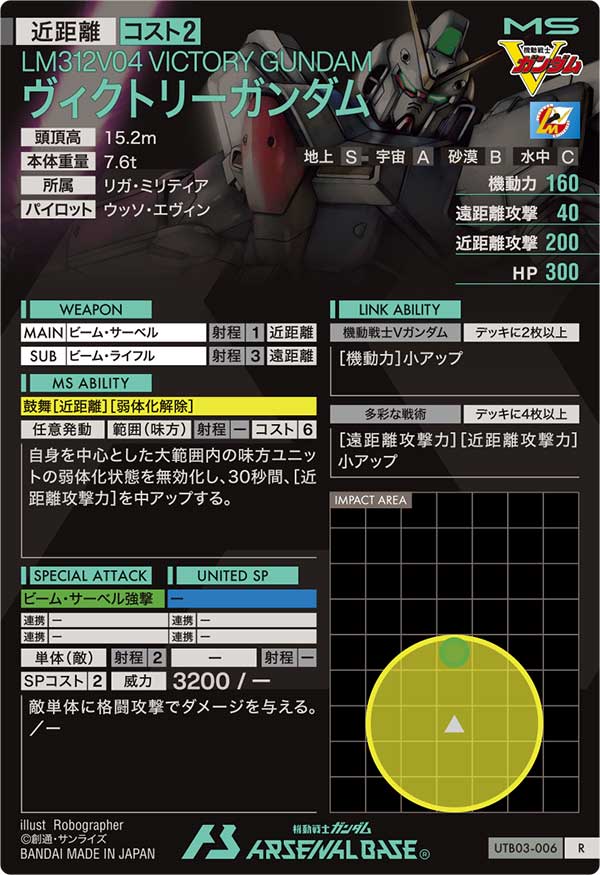 近距離 コスト2 MS
LM312V04 VICTORY GUNDAM
機動戦士
Vガンダム
ヴィクトリーガンダム
LM
頭頂高 15.2m
本体重量 7.6t
所属 リガ・ミリティア
パイロット ウッソ・エヴィン
地上 S 宇宙 A 砂漠 B 水中 C
機動力 160
遠距離攻撃 40
近距離攻撃 200
HP 300
WEAPON
MAIN ビーム・サーベル 射程 1 近距離
SUB ビーム・ライフル 射程 3 遠距離
MS ABILITY
鼓舞[近距離][弱体化解除]
任意発動 範囲(味方) 射程 ー コスト 6
自身を中心とした大範囲内の味方ユニッ
トの弱体化状態を無効化し、30秒間、[近
距離攻撃力]を中アップする。
LINK ABILITY
機動戦士Vガンダム デッキに2枚以上
[機動力]小アップ
多彩な戦術 デッキに4枚以上
[遠距離攻撃力][近距離攻撃力]
小アップ
IMPACT AREA
SPECIAL ATTACK UNITED SP
ビーム・サーベル強撃 ー
連携 ー 連携 ー
連携 ー 連携 ー
単体(敵) 射程 2 ー 射程 ー
SPコスト 2 威力 3200 / ー
敵単体に格闘攻撃でダメージを与える。
/ー
illust Robographer
©創通・サンライズ
BANDAI MADE IN JAPAN
機動戦士ガンダム
AB ARSENAL BASE®
UTB03-006 R